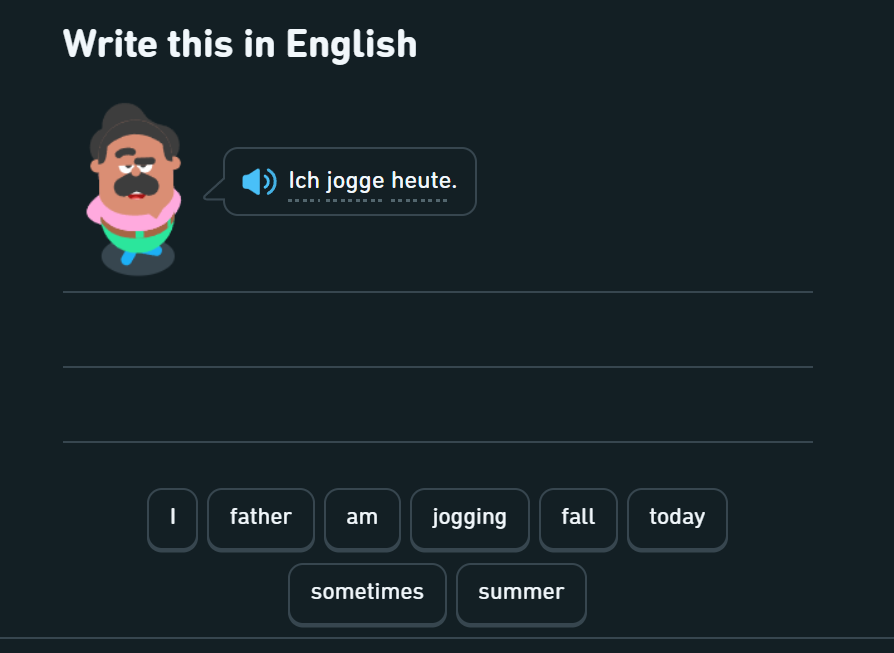 Write this in English
Ich jogge heute.
I father am jogging fall today
sometimes summer